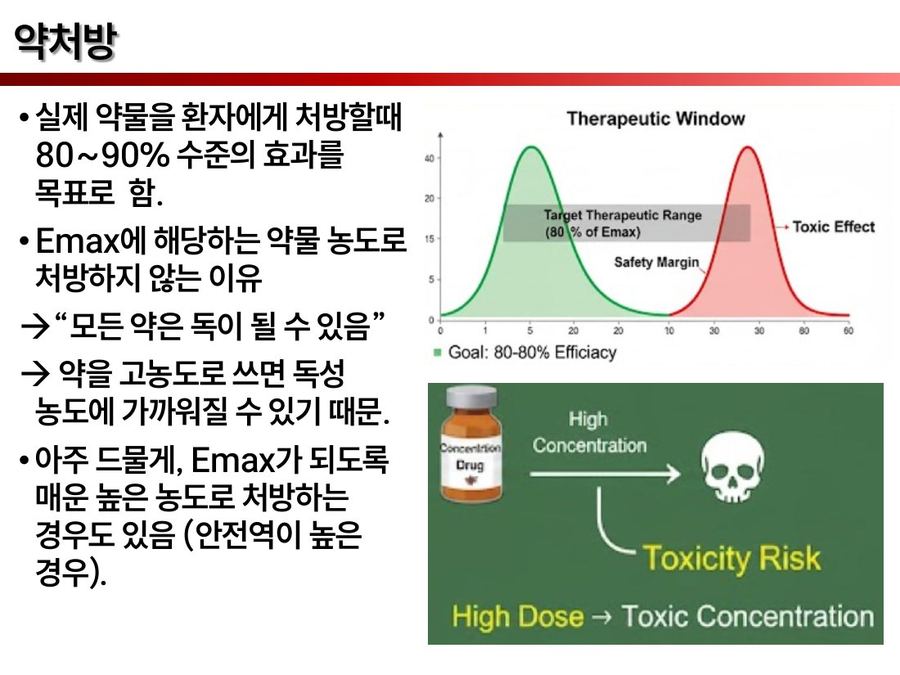 약처방
• 실제 약물을 환자에게 처방할때
80~90% 수준의 효과를
목표로 함.
• Emax에 해당하는 약물 농도로
처방하지 않는 이유
→“모든 약은 독이 될 수 있음”
→ 약을 고농도로 쓰면 독성
농도에 가까워질 수 있기 때문.
• 아주 드물게, Emax가 되도록
매운 높은 농도로 처방하는
경우도 있음 (안전역이 높은
경우).
Therapeutic Window
40
20
15
5
0
Target Therapeutic Range
(80 % of Emax)
Safety Margin
Toxic Effect
0 1 5 20 20 10 30 30 80 60
Goal: 80-80% Efficiacy
High
Concentration
Drug
Toxicity Risk
High Dose → Toxic Concentration